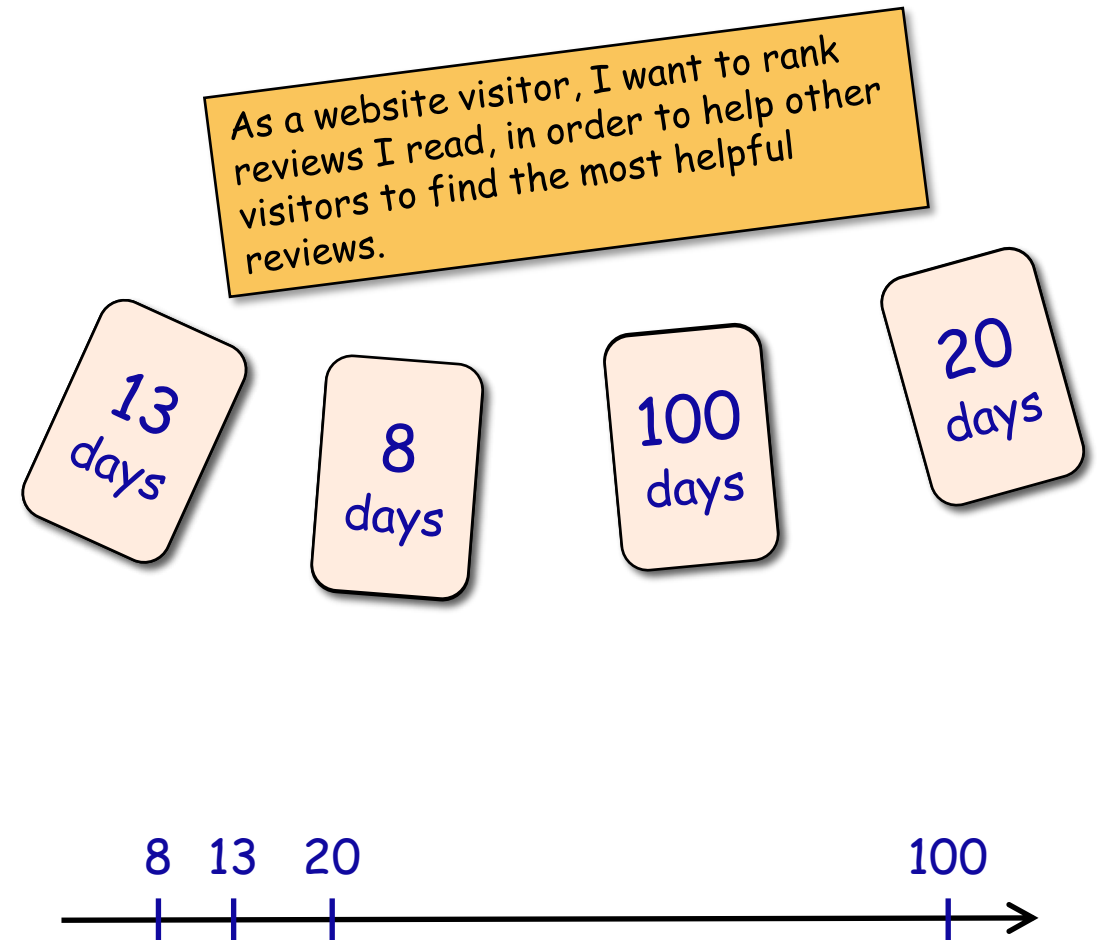 As a website visitor, I want to rank
reviews I read, in order to help other
visitors to find the most helpful
reviews.
13
days
8
days
100
days
20
days
8 13 20 100